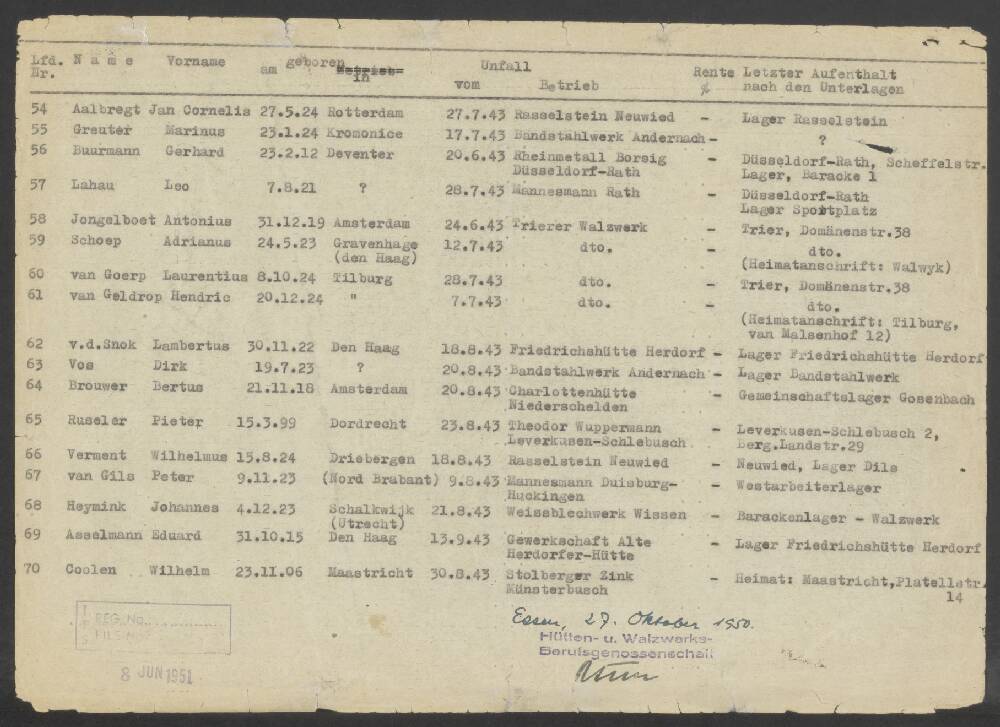 Lfd. Nr. Name Vorname am geboren in Unfall vom Betrieb Rente % Letzter Aufenthalt nach den Unterlagen
54 Aalbregt Jan Cornelis 27.5.24 Rotterdam 27.7.43 Rasselstein Neuwied - Lager Rasselstein
55 Greuter Marinus 23.1.24 Kromonice 17.7.43 Bandstahlwerk Andernach - ?
56 Buurmann Gerhard 23.2.12 Deventer 20.6.43 Rheinmetall Borsig - Düsseldorf-Rath, Scheffelstr.
Düsseldorf-Rath Lager, Baracke 1
57 Lahau Leo 7.8.21 ? 28.7.43 Mannesmann Rath - Düsseldorf-Rath
Lager Sportplatz
58 Jongelboet Antonius 31.12.19 Amsterdam 24.6.43 Trierer Walzwerk - Trier, Domänenstr.38
59 Schoep Adrianus 24.5.23 Gravenhage 12.7.43 dto. - dto.
(den Haag) (Heimatanschrift: Walwyk)
60 van Goerp Laurentius 8.10.24 Tilburg 28.7.43 dto. - Trier, Domänenstr.38
61 van Geldrop Hendric 20.12.24 " 7.7.43 dto. - dto.
(Heimatanschrift: Tilburg,
van Malsenhof 12)
62 v.d.Snok Lambertus 30.11.22 Den Haag 18.8.43 Friedrichshütte Herdorf - Lager Friedrichshütte Herdorf
63 Vos Dirk 19.7.23 ? 20.8.43 Bandstahlwerk Andernach - Lager Bandstahlwerk
64 Brouwer Bertus 21.11.18 Amsterdam 20.8.43 Charlottenhütte - Gemeinschaftslager Gosenbach
Niederschelden
65 Ruseler Pieter 15.3.99 Dordrecht 23.8.43 Theodor Wuppermann - Leverkusen-Schlebusch 2,
Leverkusen-Schlebusch Berg.Landstr.29
66 Verment Wilhelmus 15.8.24 Driebergen 18.8.43 Rasselstein Neuwied - Neuwied, Lager Dils
67 van Gils Peter 9.11.23 (Nord Brabant) 9.8.43 Mannesmann Duisburg- - Westarbeiterlager
Huckingen
68 Heymink Johannes 4.12.23 Schalkwijk 21.8.43 Weissblechwerk Wissen - Barackenlager - Walzwerk
(Utrecht)
69 Asselmann Eduard 31.10.15 Den Haag 13.9.43 Gewerkschaft Alte - Lager Friedrichshütte Herdorf
Herdorfer-Hütte
70 Coolen Wilhelm 23.11.06 Maastricht 30.8.43 Stolberger Zink - Heimat: Maastricht,Platellstr.
Münsterbusch 14
Essen, 27. Oktober 1950.
Hütten- u. Walzwerks-
Berufsgenossenschaft
I T S
REG. No.
FILING
8 JUN 1951